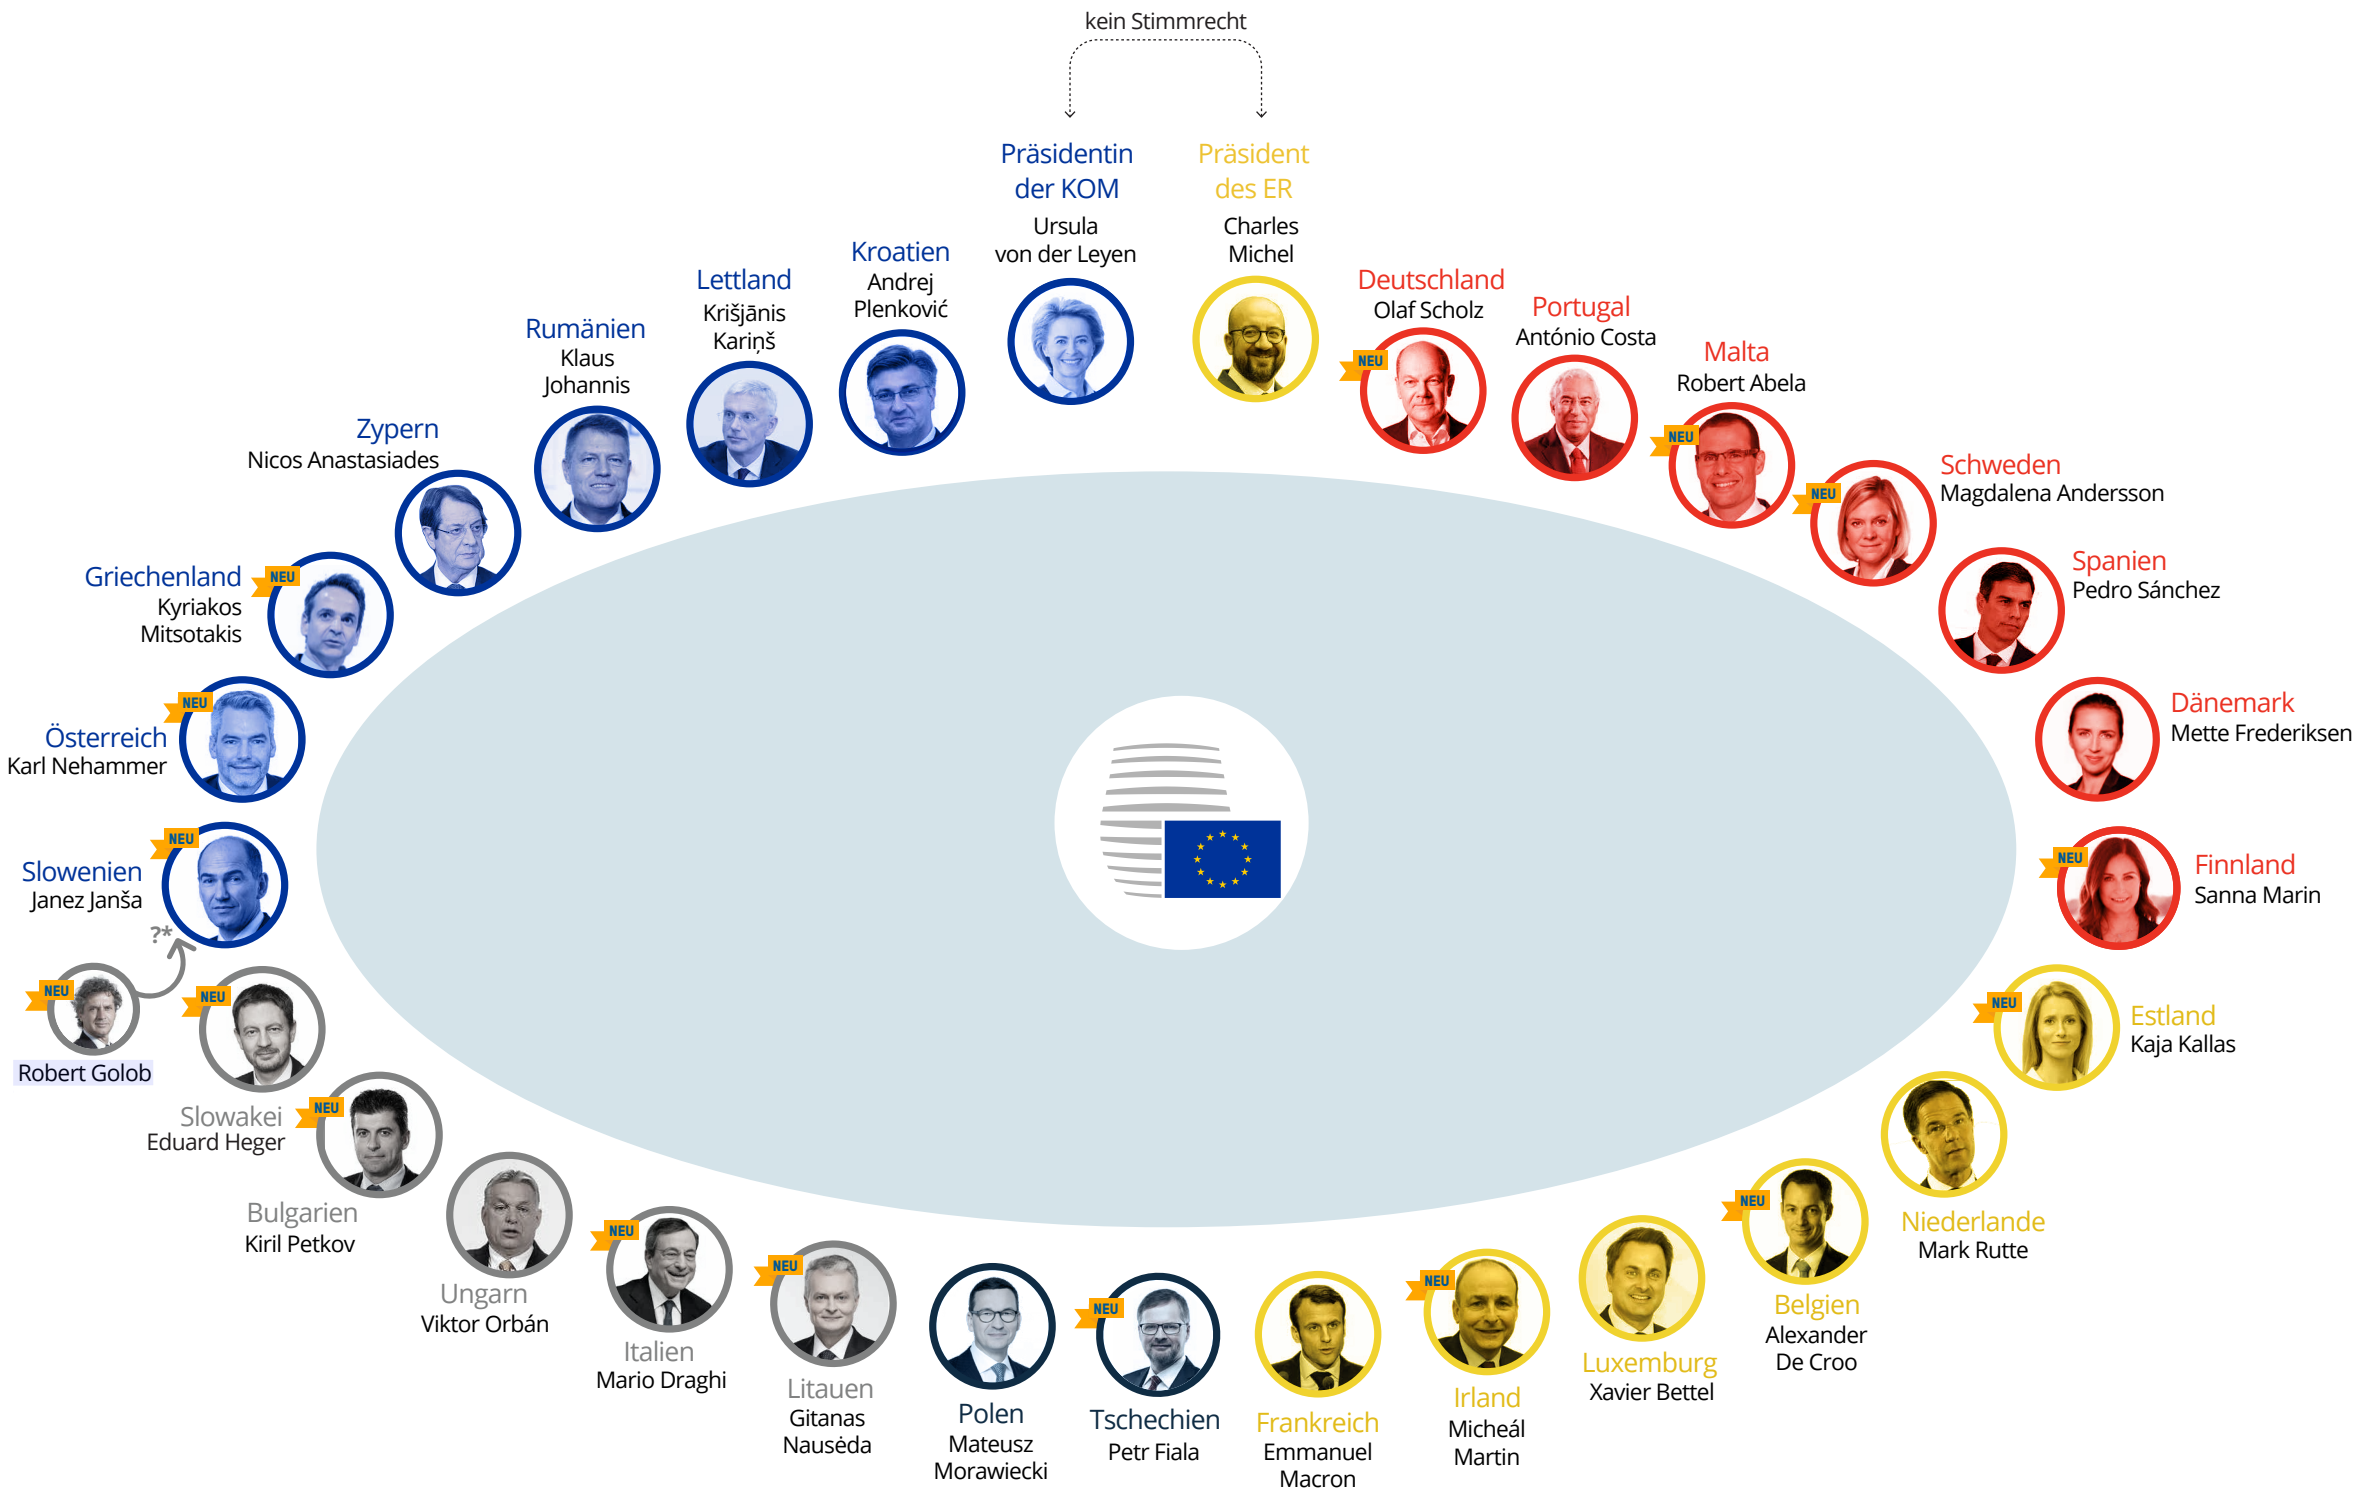 kein Stimmrecht
Präsidentin
der KOM
Ursula
von der Leyen
Präsident
des ER
Charles
Michel
Deutschland
Olaf Scholz
NEU
Portugal
António Costa
Malta
Robert Abela
NEU
Schweden
Magdalena Andersson
NEU
Spanien
Pedro Sánchez
Dänemark
Mette Frederiksen
Finnland
Sanna Marin
NEU
Estland
Kaja Kallas
NEU
Niederlande
Mark Rutte
Belgien
Alexander
De Croo
NEU
Luxemburg
Xavier Bettel
Irland
Micheál
Martin
NEU
Frankreich
Emmanuel
Macron
Tschechien
Petr Fiala
NEU
Polen
Mateusz
Morawiecki
Litauen
Gitanas
Nausėda
NEU
Italien
Mario Draghi
NEU
Ungarn
Viktor Orbán
Bulgarien
Kiril Petkov
NEU
Slowakei
Eduard Heger
NEU
Robert Golob
NEU
?*
Slowenien
Janez Janša
NEU
Österreich
Karl Nehammer
NEU
Griechenland
Kyriakos
Mitsotakis
NEU
Zypern
Nicos Anastasiades
Rumänien
Klaus
Johannis
Lettland
Krišjānis
Kariņš
Kroatien
Andrej
Plenković